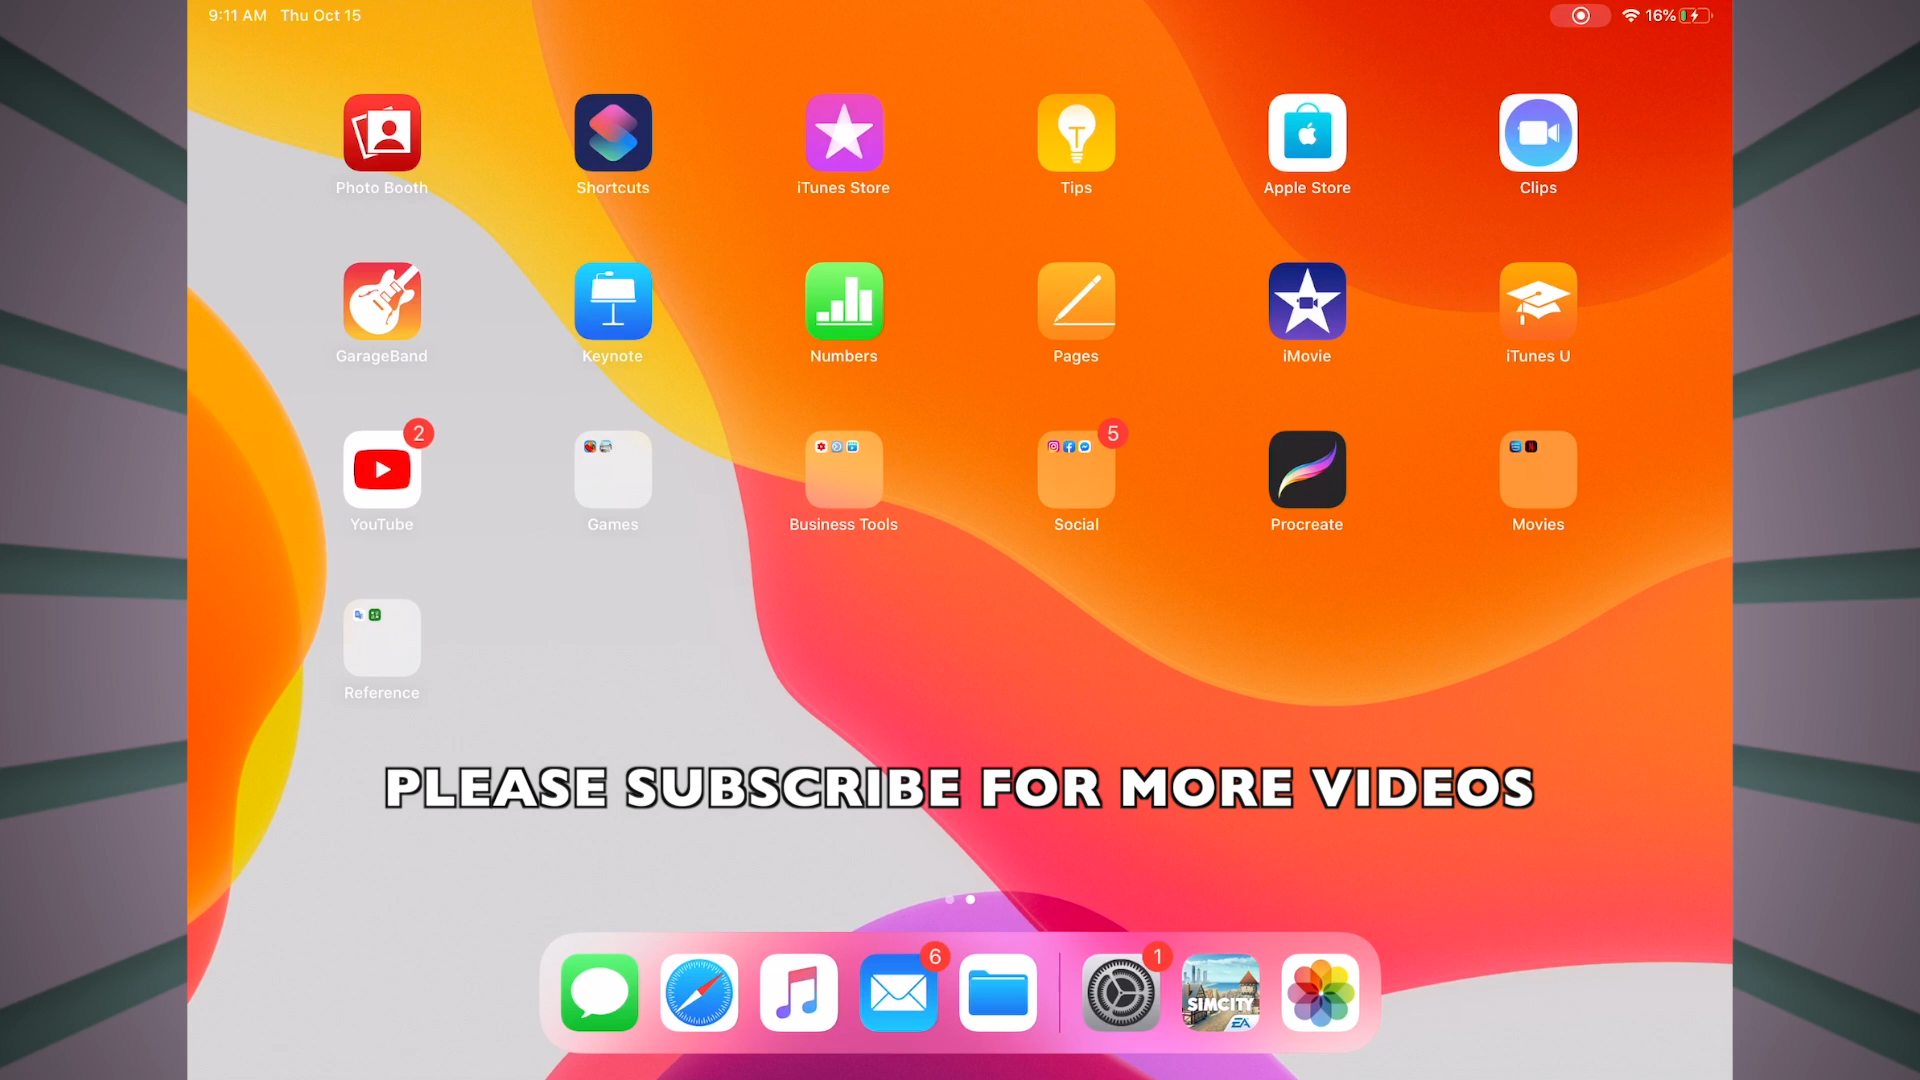 9:11 AM Thu Oct 15 16%
Photo Booth Shortcuts iTunes Store Tips Apple Store Clips
GarageBand Keynote Numbers Pages iMovie iTunes U
2 5
YouTube Games Business Tools Social Procreate Movies
Reference
PLEASE SUBSCRIBE FOR MORE VIDEOS
6 1
SIMCITY
EA